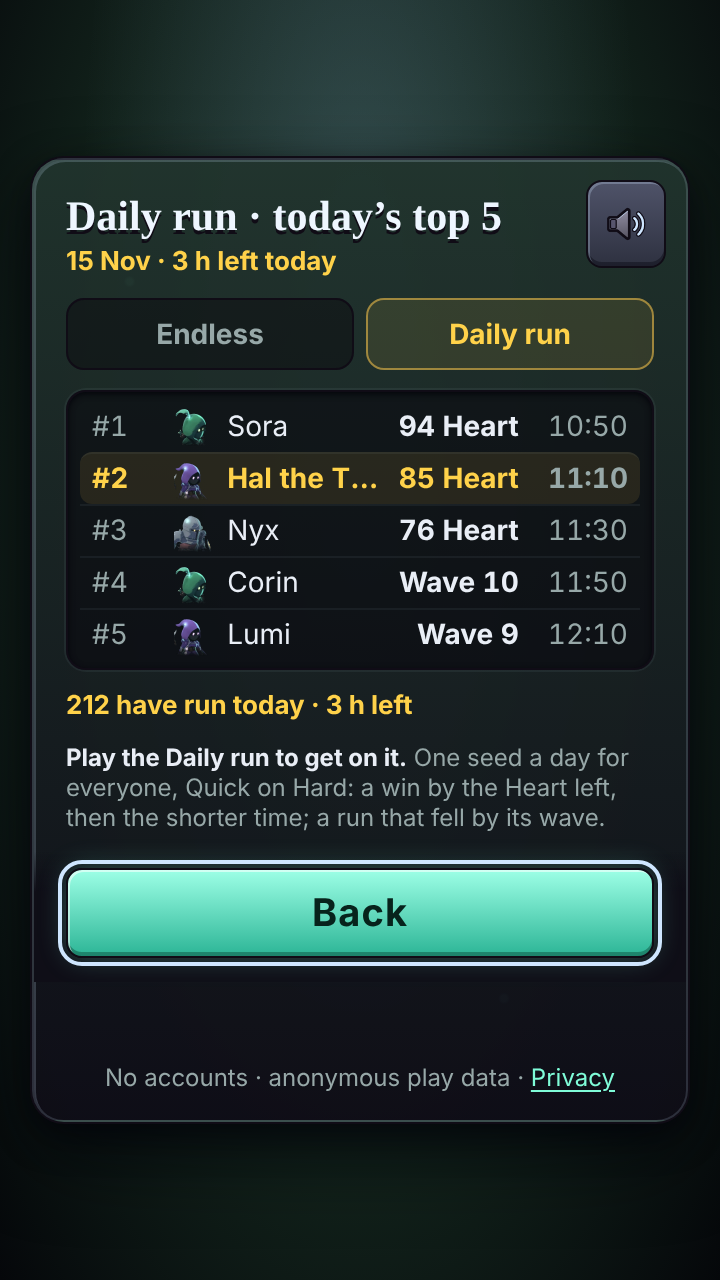 Daily run · today’s top 5
15 Nov · 3 h left today
Endless Daily run
#1 Sora 94 Heart 10:50
#2 Hal the T… 85 Heart 11:10
#3 Nyx 76 Heart 11:30
#4 Corin Wave 10 11:50
#5 Lumi Wave 9 12:10
212 have run today · 3 h left
Play the Daily run to get on it. One seed a day for
everyone, Quick on Hard: a win by the Heart left,
then the shorter time; a run that fell by its wave.
Back
No accounts · anonymous play data · Privacy